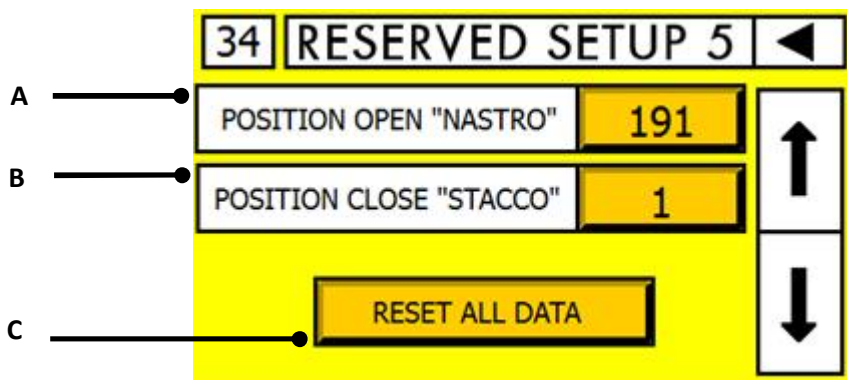 34 RESERVED SETUP 5
A POSITION OPEN "NASTRO" 191
B POSITION CLOSE "STACCO" 1
C RESET ALL DATA